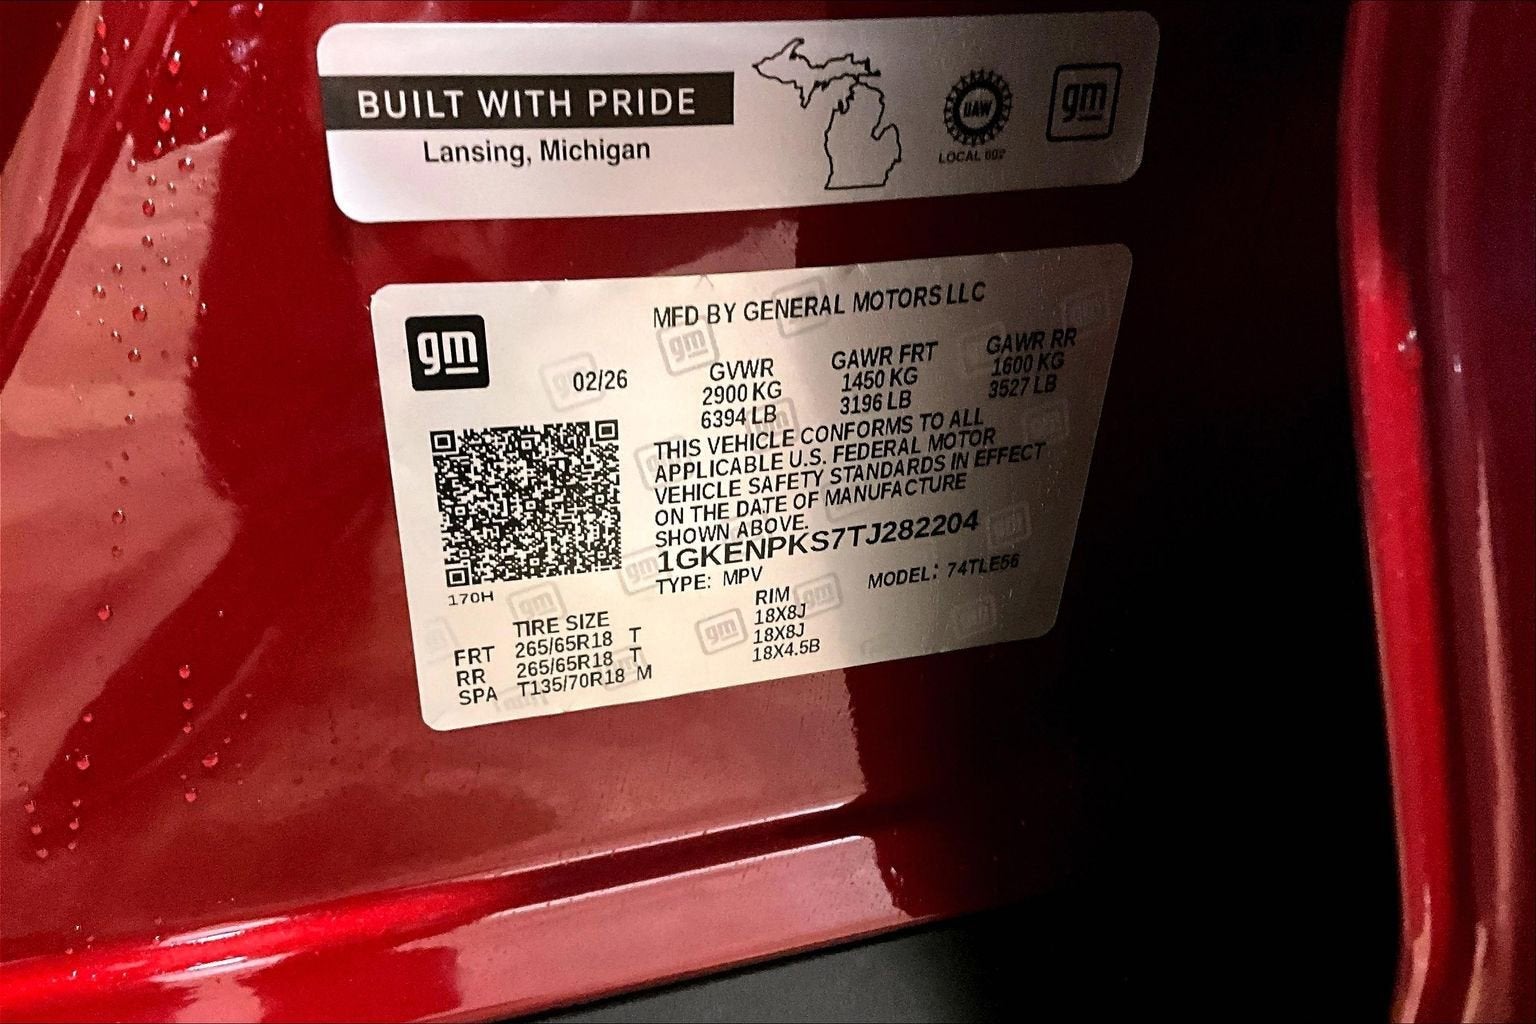 BUILT WITH PRIDE
Lansing, Michigan
UAW
LOCAL 602
gm
gm
MFD BY GENERAL MOTORS LLC
02/26
GVWR GAWR FRT GAWR RR
2900 KG 1450 KG 1600 KG
6394 LB 3196 LB 3527 LB
THIS VEHICLE CONFORMS TO ALL
APPLICABLE U.S. FEDERAL MOTOR
VEHICLE SAFETY STANDARDS IN EFFECT
ON THE DATE OF MANUFACTURE
SHOWN ABOVE.
1GKENPKS7TJ282204
TYPE: MPV MODEL: 74TLE56
170H
TIRE SIZE RIM
FRT 265/65R18 T 18X8J
RR 265/65R18 T 18X8J
SPA T135/70R18 M 18X4.5B